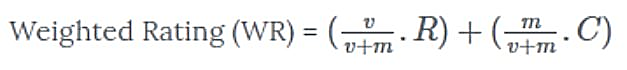 Weighted Rating (WR) = (v/v+m . R) + (m/v+m . C)